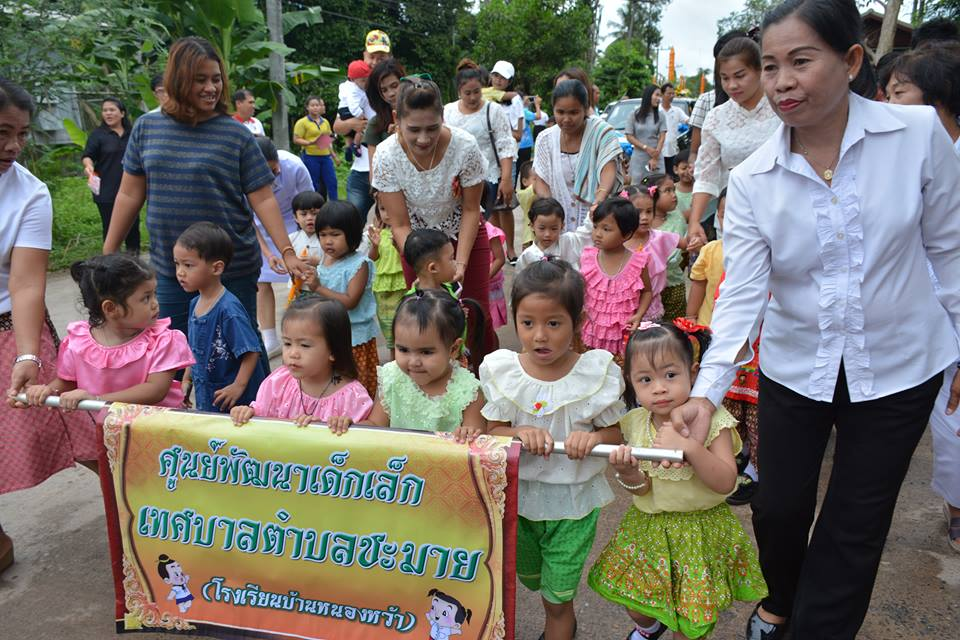 ศูนย์พัฒนาเด็กเล็ก
เทศบาลตำบลชะมาย
(โรงเรียนบ้านหนองหว้า)